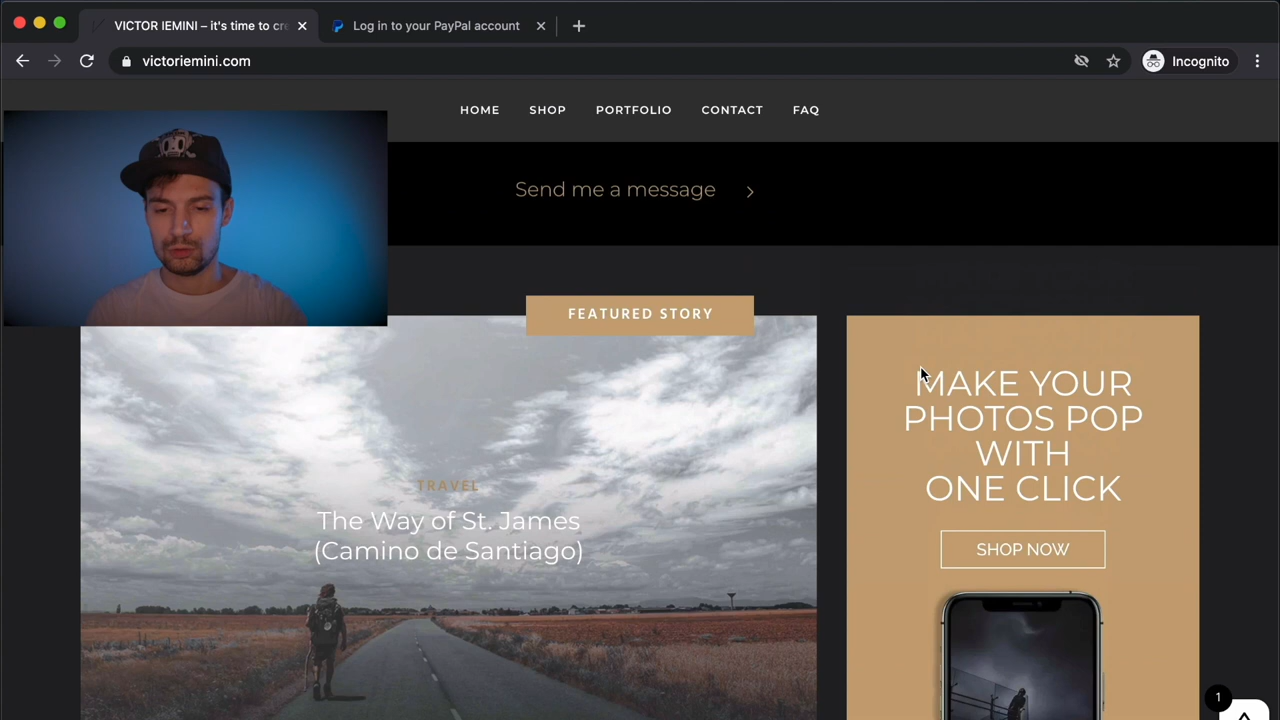 VICTOR IEMINI – it's time to cre
Log in to your PayPal account
victoriemini.com
Incognito
HOME SHOP PORTFOLIO CONTACT FAQ
Send me a message
FEATURED STORY
TRAVEL
The Way of St. James
(Camino de Santiago)
MAKE YOUR
PHOTOS POP
WITH
ONE CLICK
SHOP NOW
1